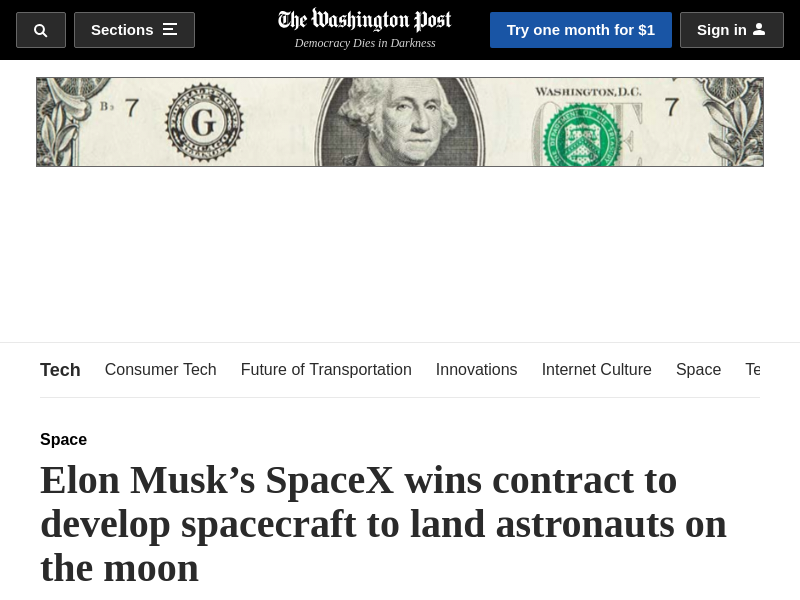 Sections
The Washington Post
Democracy Dies in Darkness
Try one month for $1
Sign in
B3 7
G
WASHINGTON, D.C.
7
Tech
Consumer Tech
Future of Transportation
Innovations
Internet Culture
Space
Te
Space
Elon Musk’s SpaceX wins contract to
develop spacecraft to land astronauts on
the moon